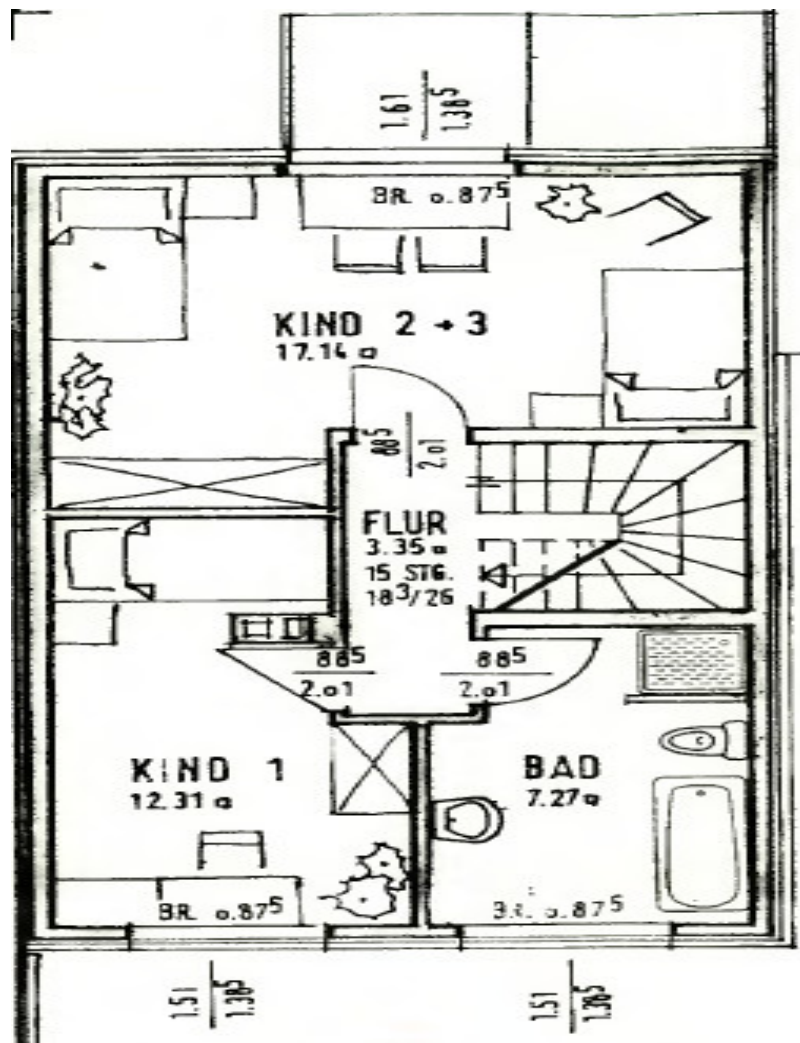 1.61
1.38⁵
BR. o.87⁵
KIND 2 + 3
17.14 ▫
88⁵
2.o1
FLUR
3.35 ▫
15 STG.
18³/26
88⁵
2.o1
88⁵
2.o1
KIND 1
12.31 ▫
BAD
7.27 ▫
BR. o.87⁵
BR. o.87⁵
1.51
1.38⁵
1.51
1.38⁵